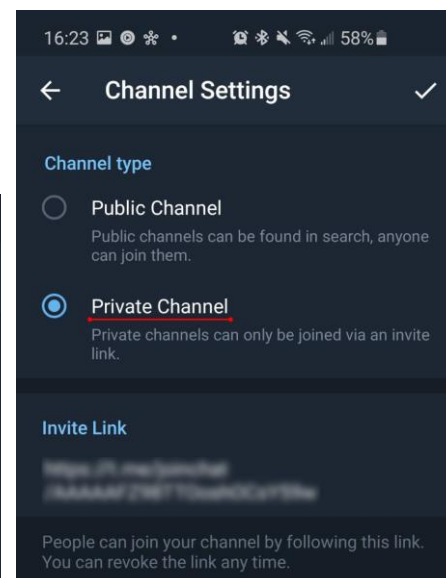 16:23 58%
Channel Settings
Channel type
Public Channel
Public channels can be found in search, anyone
can join them.
Private Channel
Private channels can only be joined via an invite
link.
Invite Link
People can join your channel by following this link.
You can revoke the link any time.